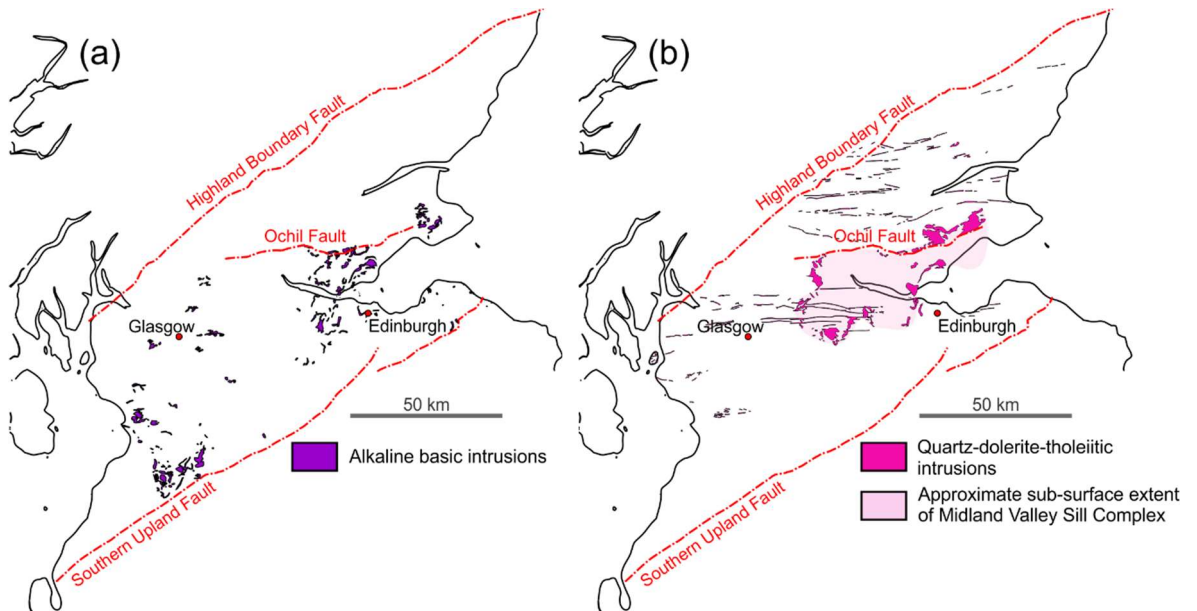 (a)
Highland Boundary Fault
Ochil Fault
Glasgow
Edinburgh
50 km
Alkaline basic intrusions
Southern Upland Fault
(b)
Highland Boundary Fault
Ochil Fault
Glasgow
Edinburgh
50 km
Quartz-dolerite-tholeiitic
intrusions
Approximate sub-surface extent
of Midland Valley Sill Complex
Southern Upland Fault